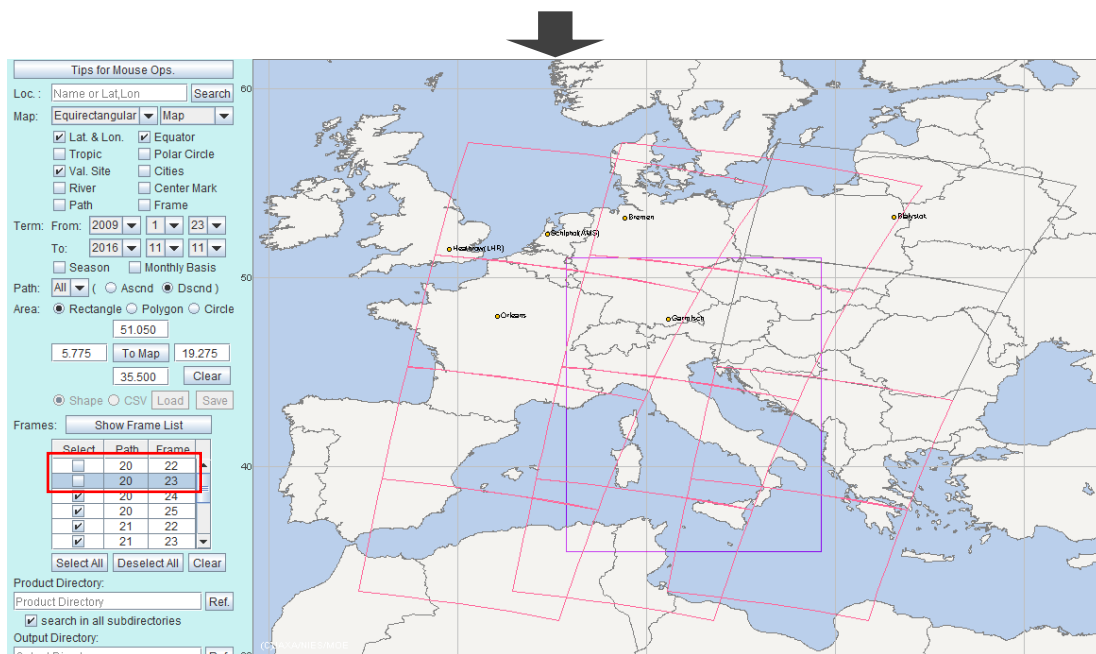 Tips for Mouse Ops.
Loc. : Name or Lat,Lon Search
Map: Equirectangular Map
Lat. & Lon. Equator
Tropic Polar Circle
Val. Site Cities
River Center Mark
Path Frame
Term: From: 2009 1 23
To: 2016 11 11
Season Monthly Basis
Path: All ( Ascnd Dscnd )
Area: Rectangle Polygon Circle
51.050
5.775 To Map 19.275
35.500 Clear
Shape CSV Load Save
Frames: Show Frame List
Select Path Frame
20 22
20 23
20 24
20 25
21 22
21 23
Select All Deselect All Clear
Product Directory:
Product Directory Ref.
search in all subdirectories
Output Directory:
60
50
40
Bremen
Heathrow(LHR)
Orleans
Garmisch